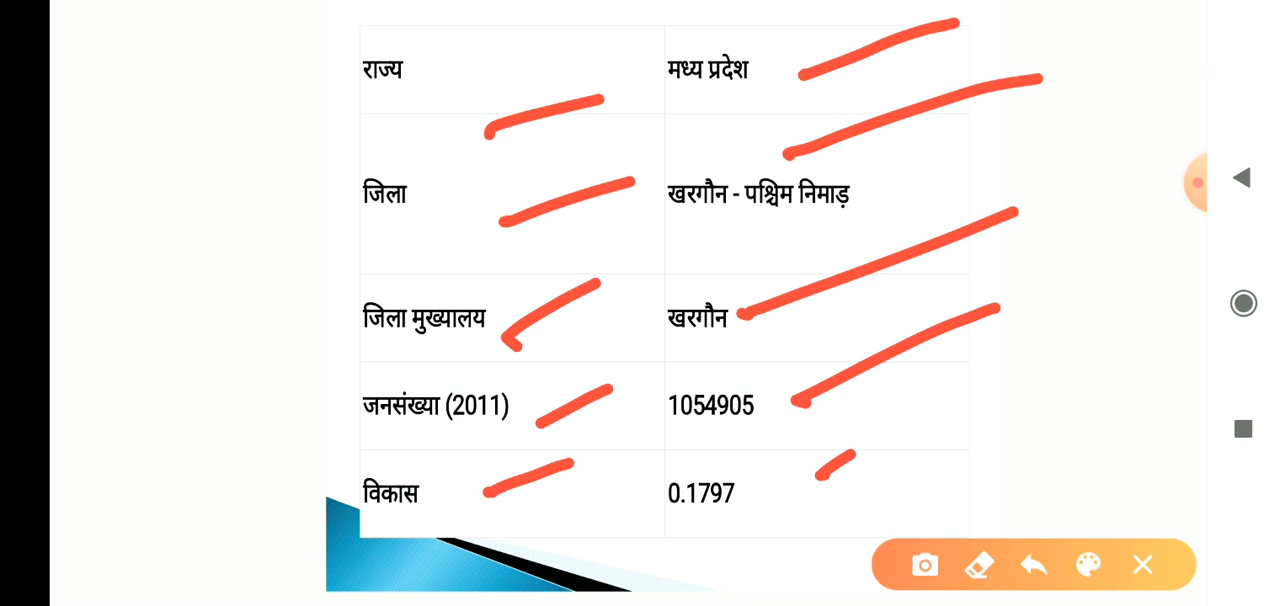 राज्य मध्य प्रदेश
जिला खरगौन - पश्चिम निमाड़
जिला मुख्यालय खरगौन
जनसंख्या (2011) 1054905
विकास 0.1797